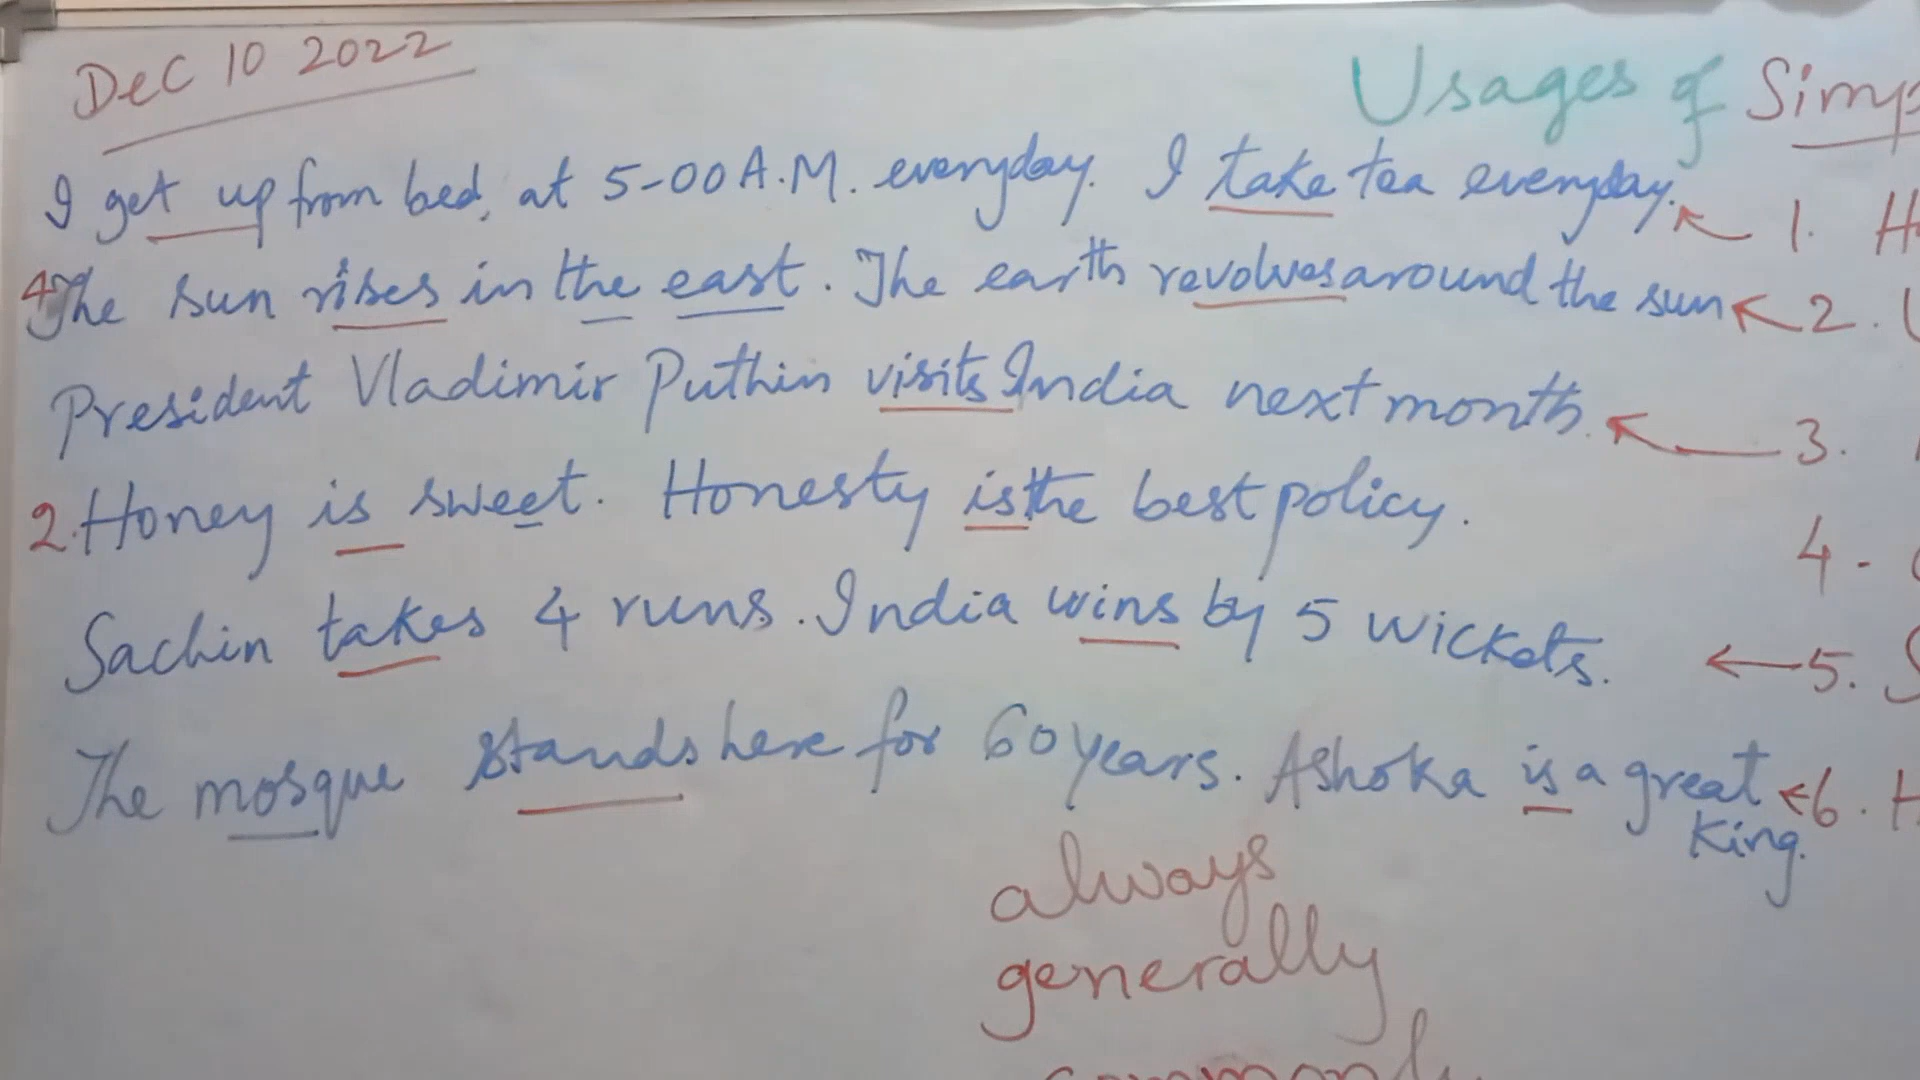 Dec 10 2022
Usages of Simp
I get up from bed, at 5-00 A.M. everyday. I take tea everyday. 1. H
4 The sun rises in the east. The earth revolves around the sun 2.
President Vladimir Puthin visits India next month. 3.
2. Honey is sweet. Honesty is the best policy.
4-
Sachin takes 4 runs. India wins by 5 wickets. 5. S
The mosque stands here for 60 years. Ashoka is a great 6. H
King.
always
generally